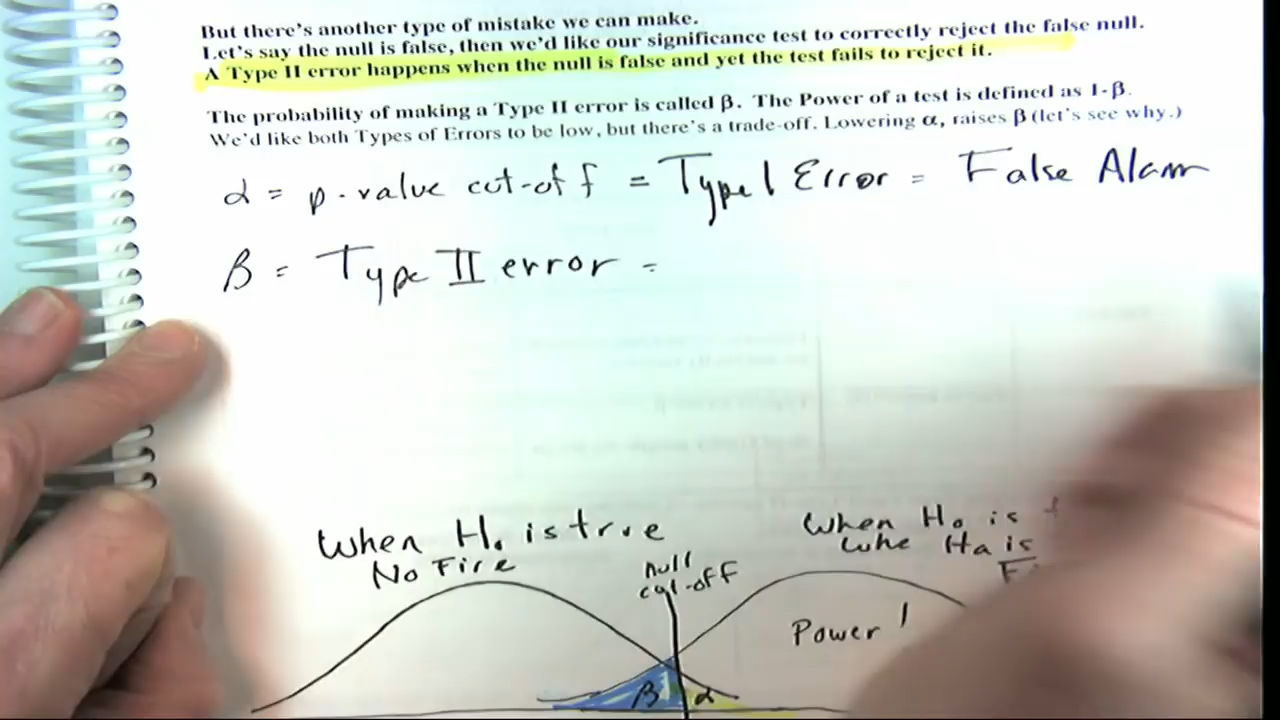 But there's another type of mistake we can make.
Let's say the null is false, then we'd like our significance test to correctly reject the false null.
A Type II error happens when the null is false and yet the test fails to reject it.
The probability of making a Type II error is called β. The Power of a test is defined as 1-β.
We'd like both Types of Errors to be low, but there's a trade-off. Lowering α, raises β (let's see why.)
α = p-value cut-off = Type I Error = False Alarm
β = Type II error =
When H₀ is true
No Fire
null
cut-off
When H₀ is
Ha is
Power
β
α